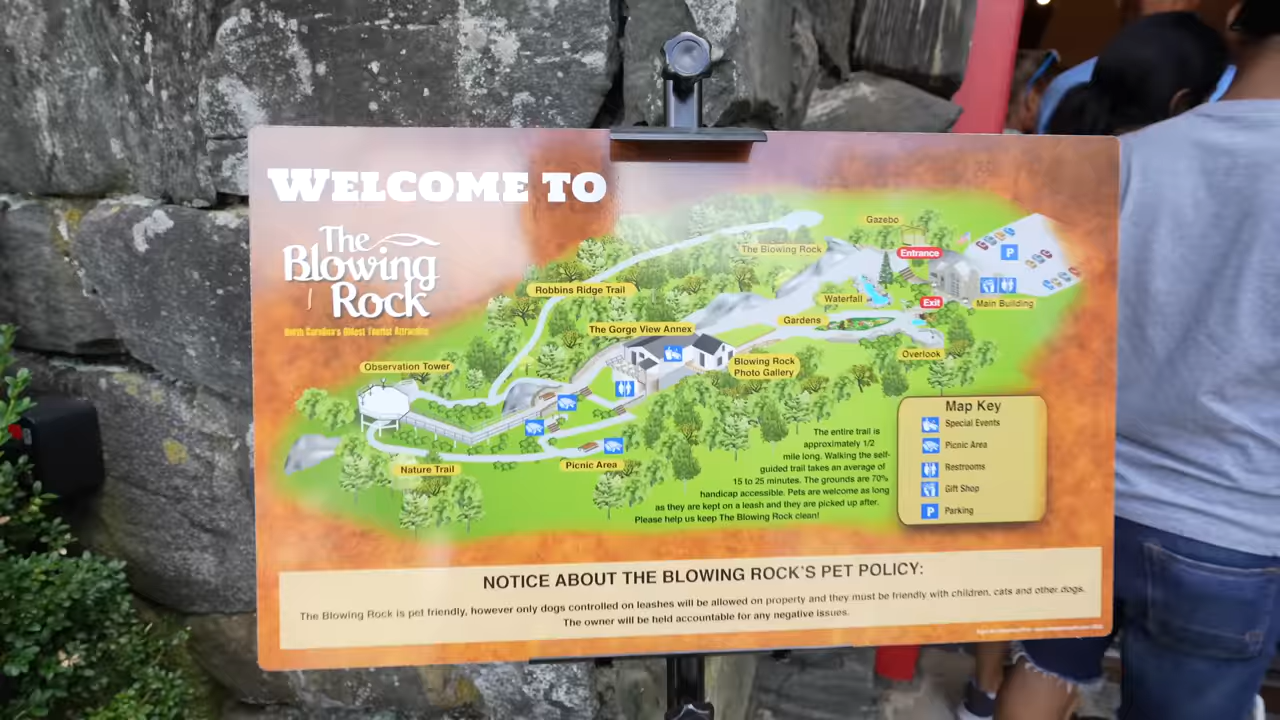 WELCOME TO
The
Blowing
Rock
North Carolina's Oldest Tourist Attraction
Gazebo
The Blowing Rock
Entrance
P
Robbins Ridge Trail
Waterfall
Exit
Main Building
Gardens
The Gorge View Annex
Overlook
Observation Tower
Blowing Rock
Photo Gallery
Nature Trail
Picnic Area
Map Key
Special Events
Picnic Area
Restrooms
Gift Shop
P Parking
The entire trail is
approximately 1/2
mile long. Walking the self-
guided trail takes an average of
15 to 25 minutes. The grounds are 70%
handicap accessible. Pets are welcome as long
as they are kept on a leash and they are picked up after.
Please help us keep The Blowing Rock clean!
NOTICE ABOUT THE BLOWING ROCK'S PET POLICY:
The Blowing Rock is pet friendly, however only dogs controlled on leashes will be allowed on property and they must be friendly with children, cats and other dogs.
The owner will be held accountable for any negative issues.